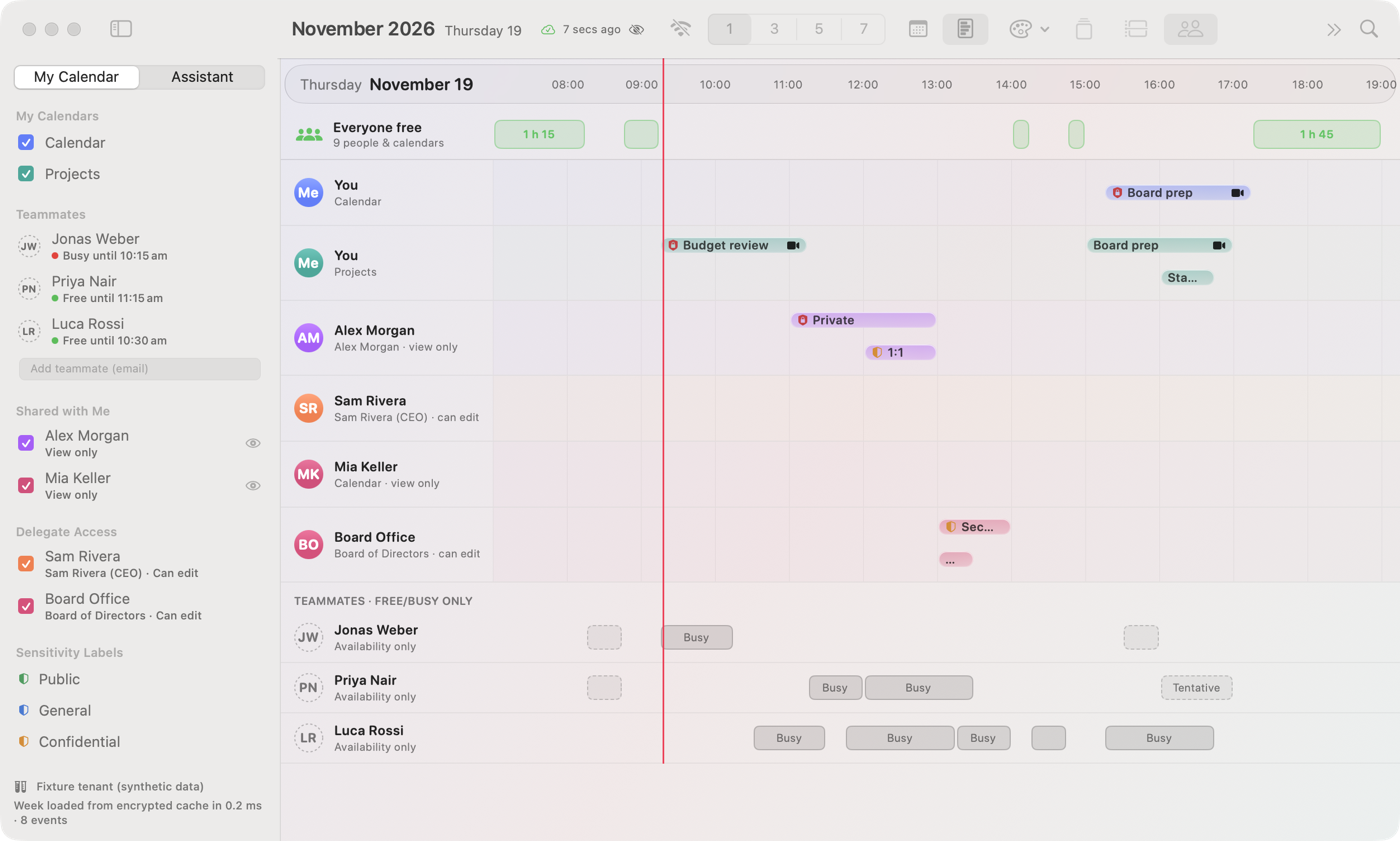 November 2026 Thursday 19
7 secs ago
1 3 5 7
My Calendar Assistant
My Calendars
Calendar
Projects
Teammates
JW Jonas Weber
Busy until 10:15 am
PN Priya Nair
Free until 11:15 am
LR Luca Rossi
Free until 10:30 am
Add teammate (email)
Shared with Me
Alex Morgan
View only
Mia Keller
View only
Delegate Access
Sam Rivera
Sam Rivera (CEO) · Can edit
Board Office
Board of Directors · Can edit
Sensitivity Labels
Public
General
Confidential
Fixture tenant (synthetic data)
Week loaded from encrypted cache in 0.2 ms
· 8 events
Thursday November 19 08:00 09:00 10:00 11:00 12:00 13:00 14:00 15:00 16:00 17:00 18:00 19:00
Everyone free
9 people & calendars
1 h 15 1 h 45
Me You
Calendar
Board prep
Me You
Projects
Budget review Board prep
Sta...
AM Alex Morgan
Alex Morgan · view only
Private
1:1
SR Sam Rivera
Sam Rivera (CEO) · can edit
MK Mia Keller
Calendar · view only
BO Board Office
Board of Directors · can edit
Sec...
...
TEAMMATES · FREE/BUSY ONLY
JW Jonas Weber
Availability only
Busy
PN Priya Nair
Availability only
Busy Busy Tentative
LR Luca Rossi
Availability only
Busy Busy Busy Busy